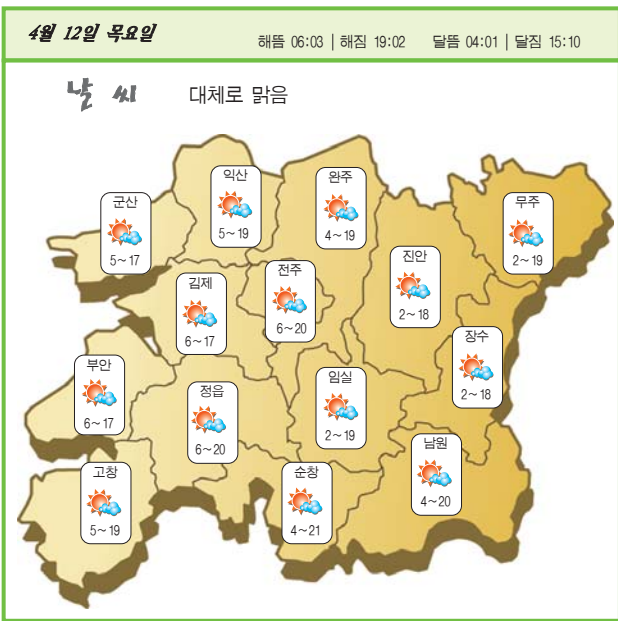 4월 12일 목요일
해뜸 06:03 | 해짐 19:02 달뜸 04:01 | 달짐 15:10
날 씨
대체로 맑음
익산
5~19
완주
4~19
군산
5~17
무주
2~19
진안
2~18
전주
6~20
김제
6~17
장수
2~18
부안
6~17
임실
2~19
정읍
6~20
남원
4~20
고창
5~19
순창
4~21